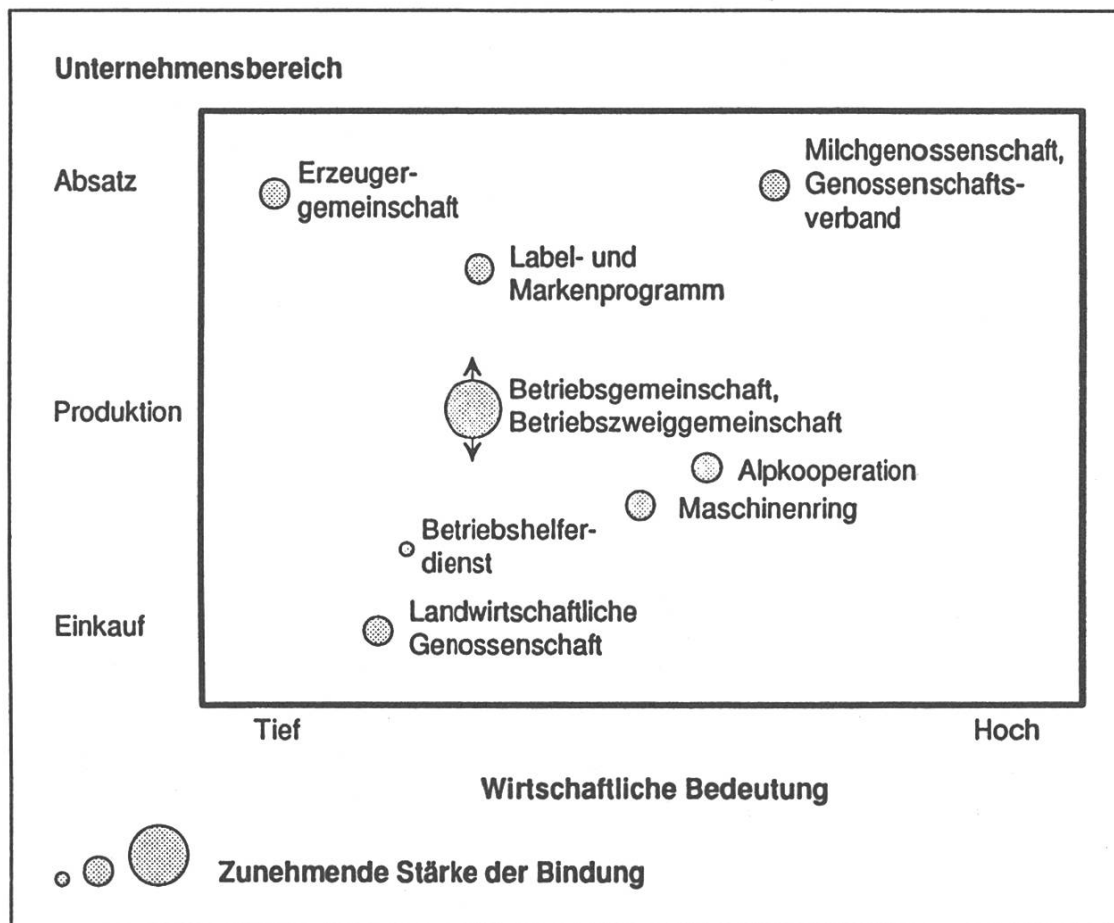 Unternehmensbereich
Absatz
Erzeuger-
gemeinschaft
Milchgenossenschaft,
Genossenschafts-
verband
Label- und
Markenprogramm
Produktion
Betriebsgemeinschaft,
Betriebszweiggemeinschaft
Alpkooperation
Maschinenring
Betriebshelfer-
dienst
Einkauf
Landwirtschaftliche
Genossenschaft
Tief
Hoch
Wirtschaftliche Bedeutung
Zunehmende Stärke der Bindung